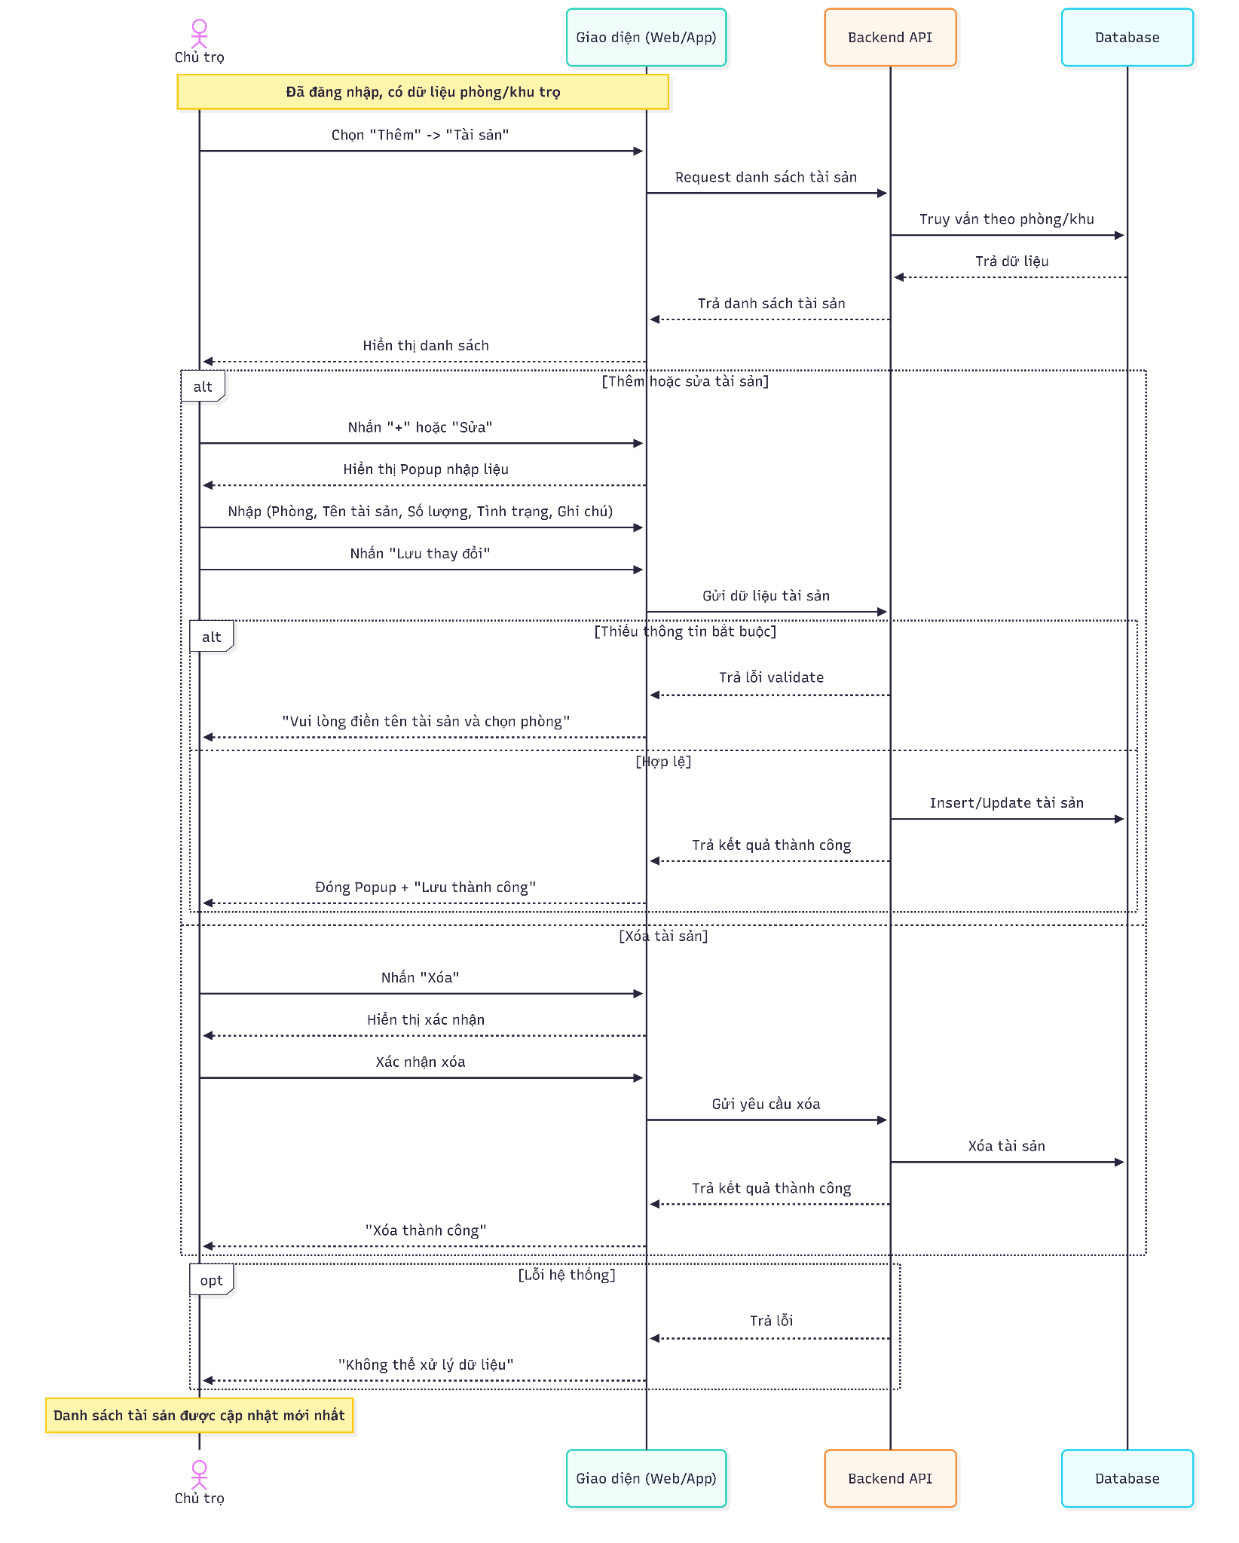 Chủ trọ
Giao diện (Web/App)
Backend API
Database
Đã đăng nhập, có dữ liệu phòng/khu trọ
Chọn "Thêm" -> "Tài sản"
Request danh sách tài sản
Truy vấn theo phòng/khu
Trả dữ liệu
Trả danh sách tài sản
Hiển thị danh sách
alt
[Thêm hoặc sửa tài sản]
Nhấn "+" hoặc "Sửa"
Hiển thị Popup nhập liệu
Nhập (Phòng, Tên tài sản, Số lượng, Tình trạng, Ghi chú)
Nhấn "Lưu thay đổi"
Gửi dữ liệu tài sản
alt
[Thiếu thông tin bắt buộc]
Trả lỗi validate
"Vui lòng điền tên tài sản và chọn phòng"
[Hợp lệ]
Insert/Update tài sản
Trả kết quả thành công
Đóng Popup + "Lưu thành công"
[Xóa tài sản]
Nhấn "Xóa"
Hiển thị xác nhận
Xác nhận xóa
Gửi yêu cầu xóa
Xóa tài sản
Trả kết quả thành công
"Xóa thành công"
opt
[Lỗi hệ thống]
Trả lỗi
"Không thể xử lý dữ liệu"
Danh sách tài sản được cập nhật mới nhất
Chủ trọ
Giao diện (Web/App)
Backend API
Database